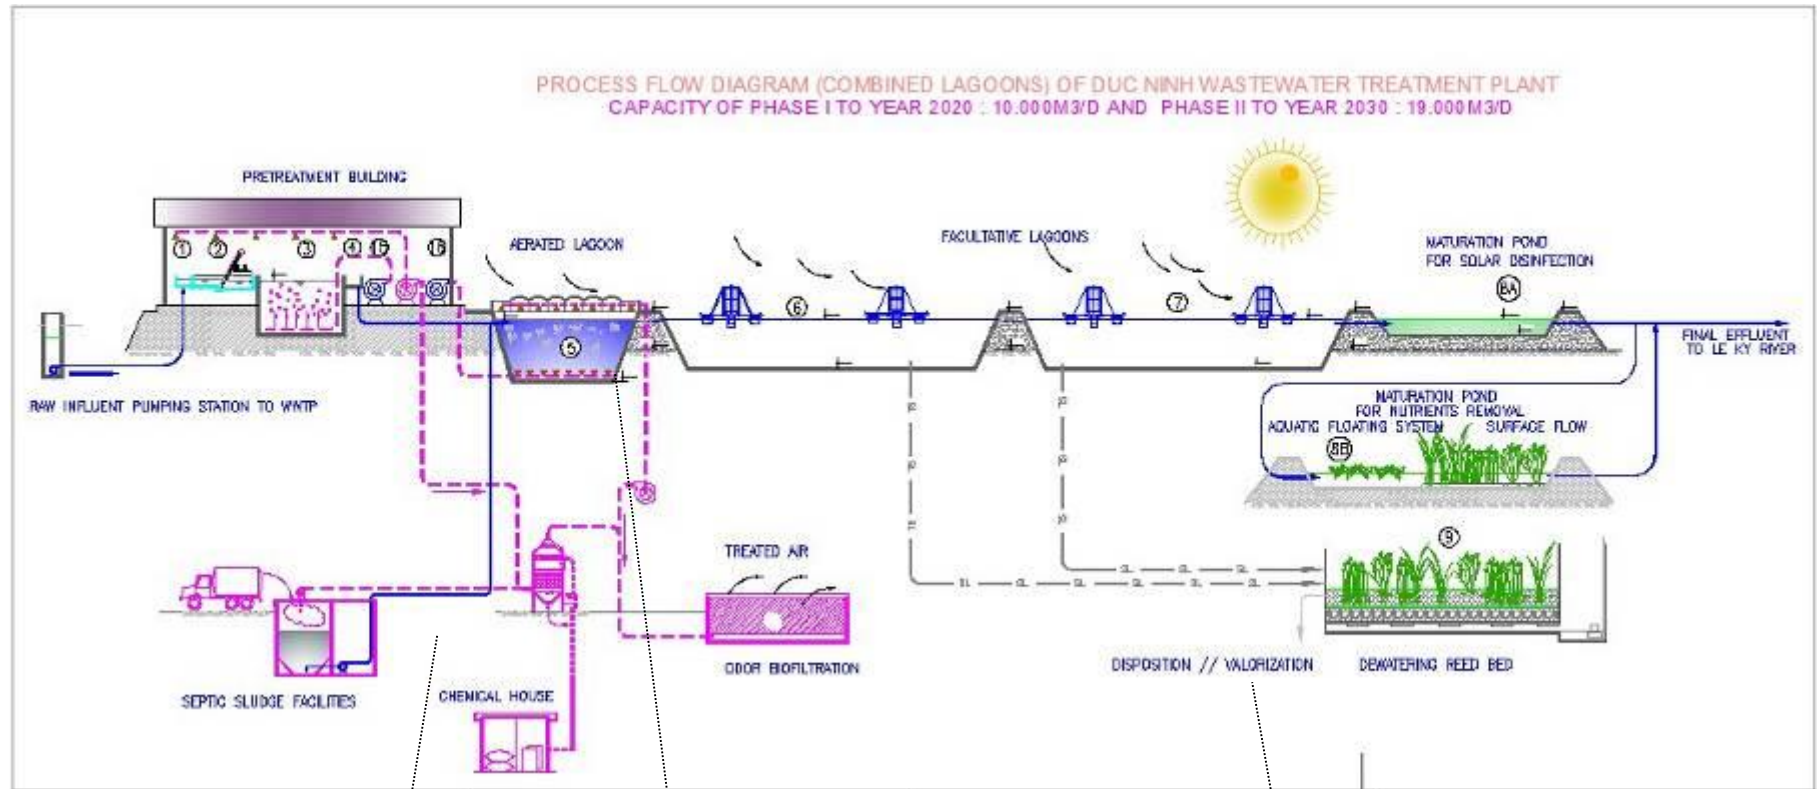 PROCESS FLOW DIAGRAM (COMBINED LAGOONS) OF DUC NINH WASTEWATER TREATMENT PLANT
CAPACITY OF PHASE I TO YEAR 2020 : 10.000M3/D AND PHASE II TO YEAR 2030 : 19.000M3/D
PRETREATMENT BUILDING
1 2 3 4 15 16
AERATED LAGOON
5
FACULTATIVE LAGOONS
6
7
MATURATION POND
FOR SOLAR DISINFECTION
8A
FINAL EFFLUENT
TO LE KY RIVER
RAW INFLUENT PUMPING STATION TO WWTP
MATURATION POND
FOR NUTRIENTS REMOVAL
AQUATIC FLOATING SYSTEM SURFACE FLOW
8B
9
TREATED AIR
ODOR BIOFILTRATION
DISPOSITION // VALORIZATION
DEWATERING REED BED
SEPTIC SLUDGE FACILITIES
CHEMICAL HOUSE